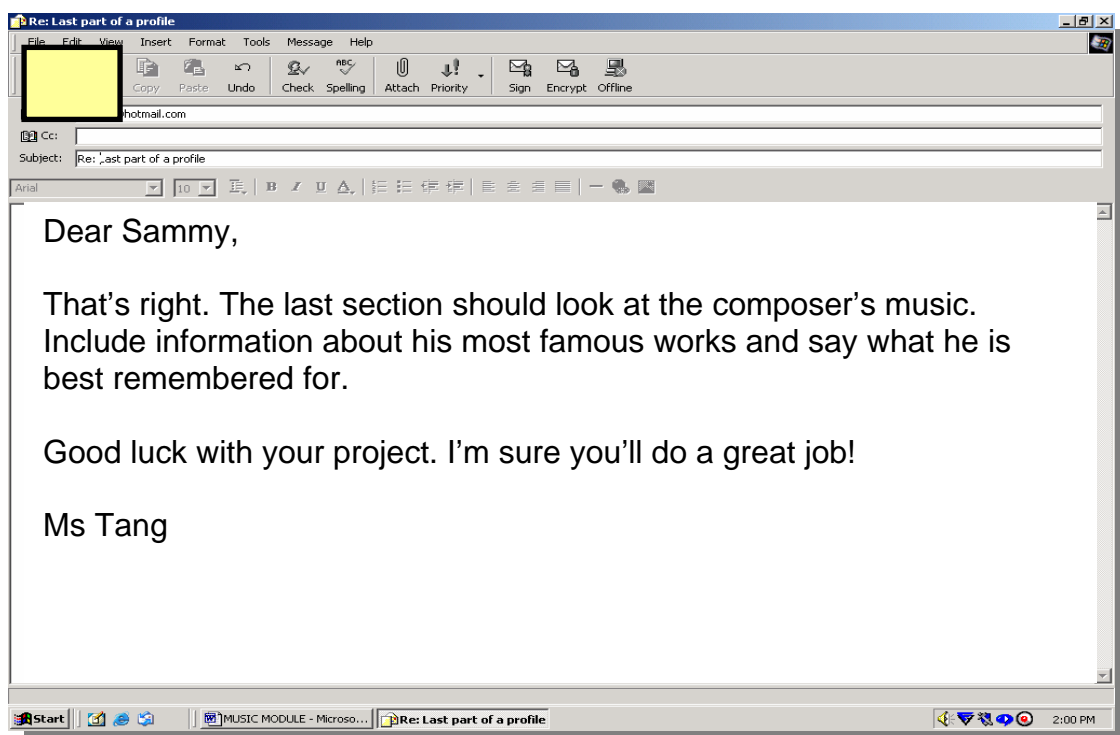 Re: Last part of a profile
File Edit View Insert Format Tools Message Help
Copy Paste Undo Check Spelling Attach Priority Sign Encrypt Offline
hotmail.com
Cc:
Subject: Re: Last part of a profile
Arial 10 B I U A
Dear Sammy,
That's right. The last section should look at the composer's music.
Include information about his most famous works and say what he is
best remembered for.
Good luck with your project. I'm sure you'll do a great job!
Ms Tang
Start MUSIC MODULE - Microso... Re: Last part of a profile 2:00 PM